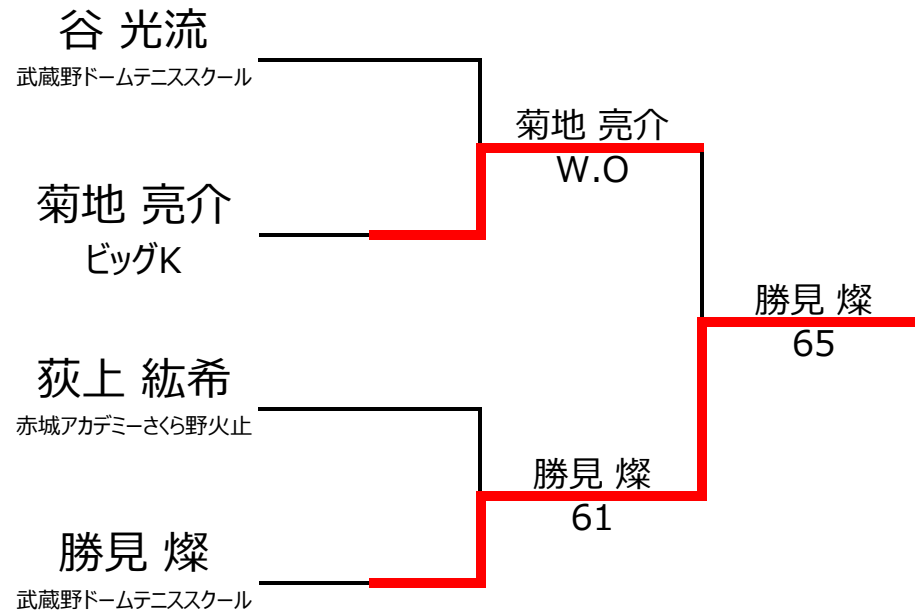 谷 光流
武蔵野ドームテニススクール
菊地 亮介
W.O
菊地 亮介
ビッグK
勝見 燦
65
荻上 紘希
赤城アカデミーさくら野火止
勝見 燦
61
勝見 燦
武蔵野ドームテニススクール